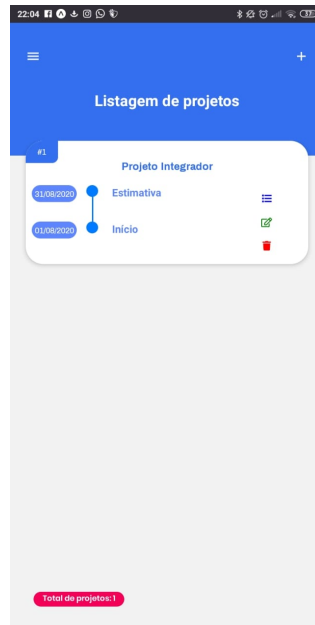 22:04
37
Listagem de projetos
#1
Projeto Integrador
31/08/2020 Estimativa
01/08/2020 Início
Total de projetos: 1